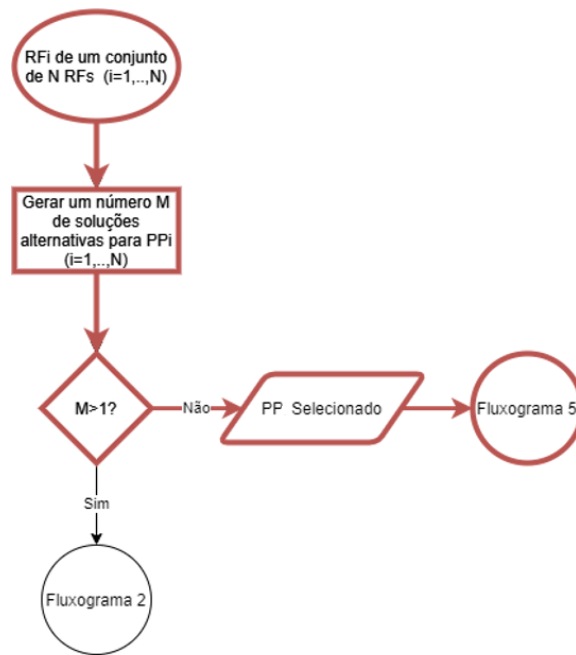 RFi de um conjunto
de N RFs (i=1,..,N)
Gerar um número M
de soluções
alternativas para PPi
(i=1,..,N)
M>1?
Não
PP Selecionado
Fluxograma 5
Sim
Fluxograma 2